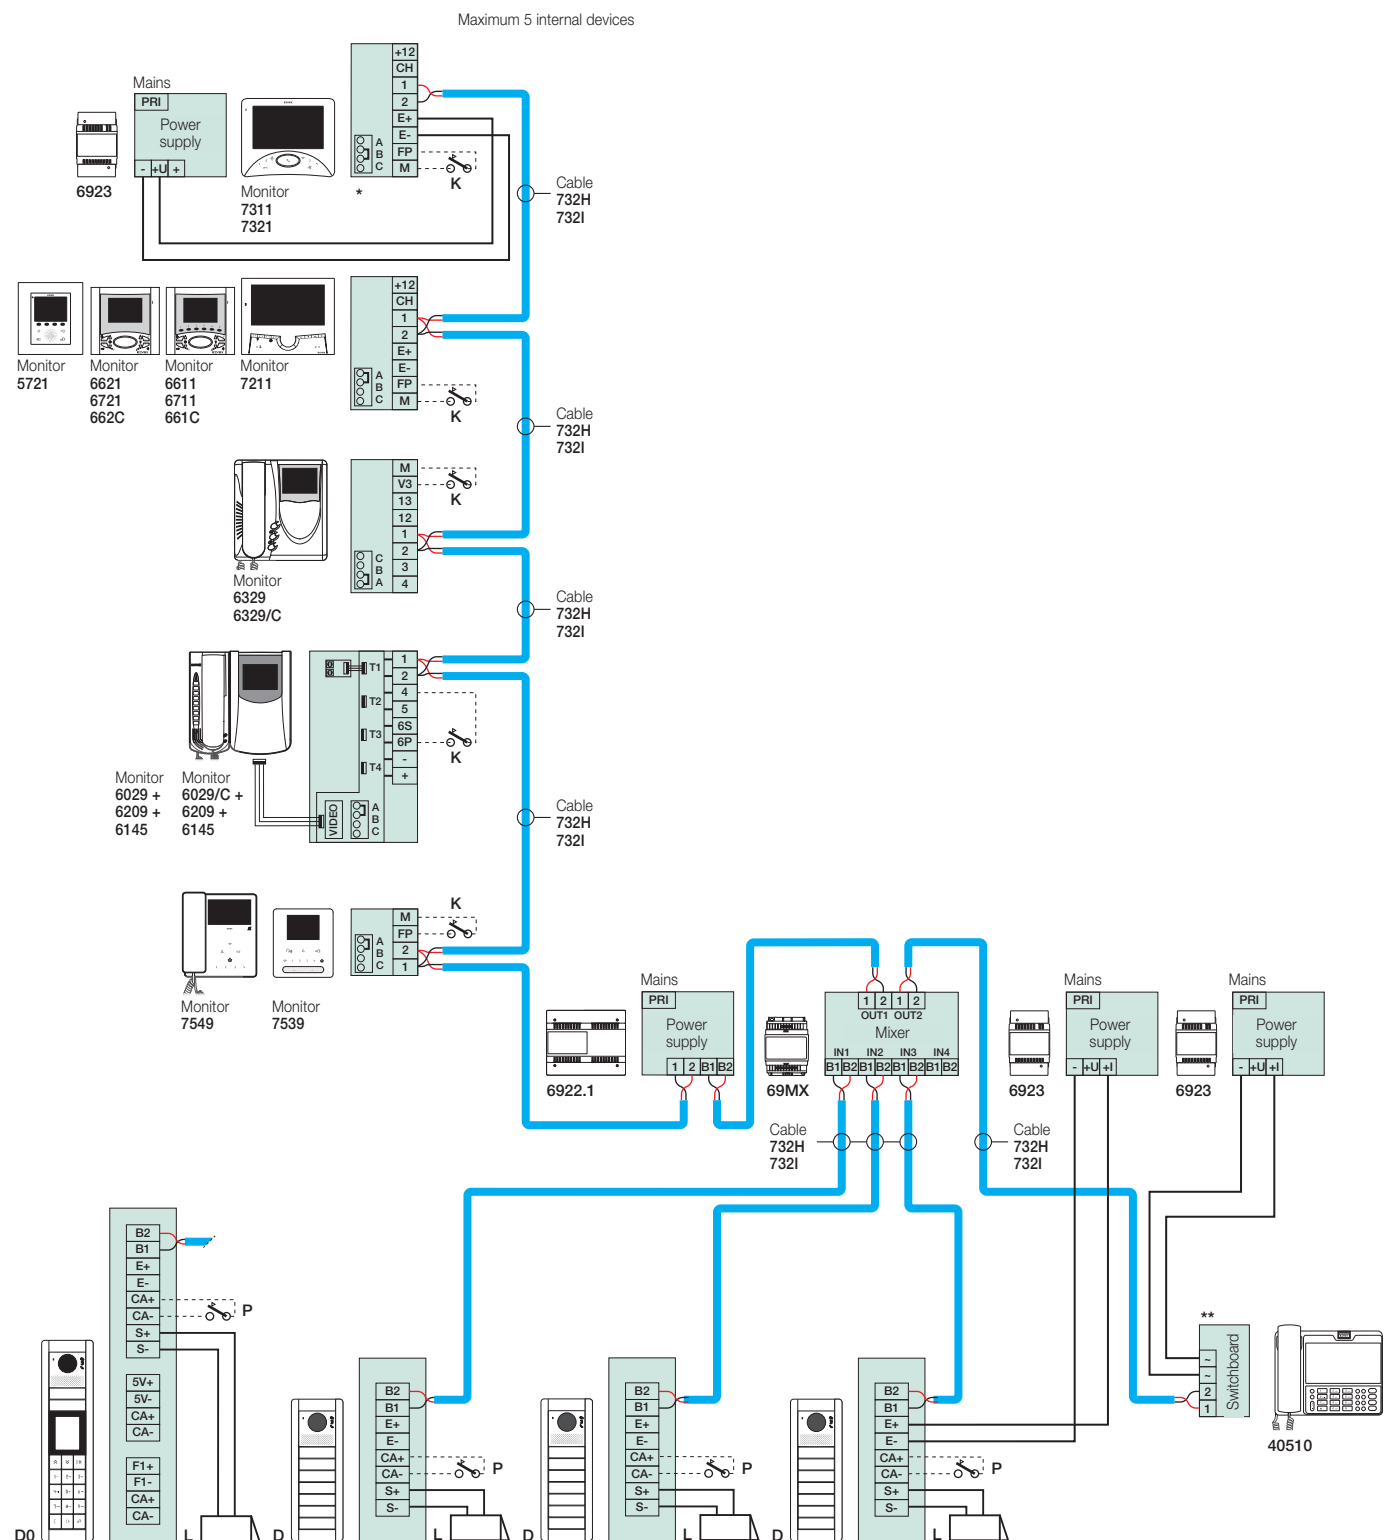 Maximum 5 internal devices
Mains
PRI
Power
supply
- +U +
6923
Monitor
7311
7321
+12
CH
1
2
E+
E-
FP
M
A
B
C
*
K
Cable
732H
732I
Monitor
5721
Monitor
6621
6721
662C
Monitor
6611
6711
661C
Monitor
7211
+12
CH
1
2
E+
E-
FP
M
A
B
C
K
Cable
732H
732I
Monitor
6329
6329/C
M
V3
13
12
1
2
3
4
C
B
A
K
Cable
732H
732I
Monitor
6029 +
6209 +
6145
Monitor
6029/C +
6209 +
6145
T1
T2
T3
T4
1
2
4
5
6S
6P
-
+
VIDEO
A
B
C
K
Cable
732H
732I
Monitor
7549
Monitor
7539
M
FP
2
1
A
B
C
K
6922.1
Mains
PRI
Power
supply
1 2 B1 B2
69MX
1 2 1 2
OUT1 OUT2
Mixer
IN1 IN2 IN3 IN4
B1 B2 B1 B2 B1 B2 B1 B2
6923
Mains
PRI
Power
supply
- +U +I
6923
Mains
PRI
Power
supply
- +U +I
Cable
732H
732I
Cable
732H
732I
B2
B1
E+
E-
CA+
CA-
S+
S-
5V+
5V-
CA+
CA-
F1+
F1-
CA+
CA-
P
D0
L
B2
B1
E+
E-
CA+
CA-
S+
S-
P
D
L
B2
B1
E+
E-
CA+
CA-
S+
S-
P
D
L
B2
B1
E+
E-
CA+
CA-
S+
S-
P
D
L
**
~
~
2
1
Switchboard
40510